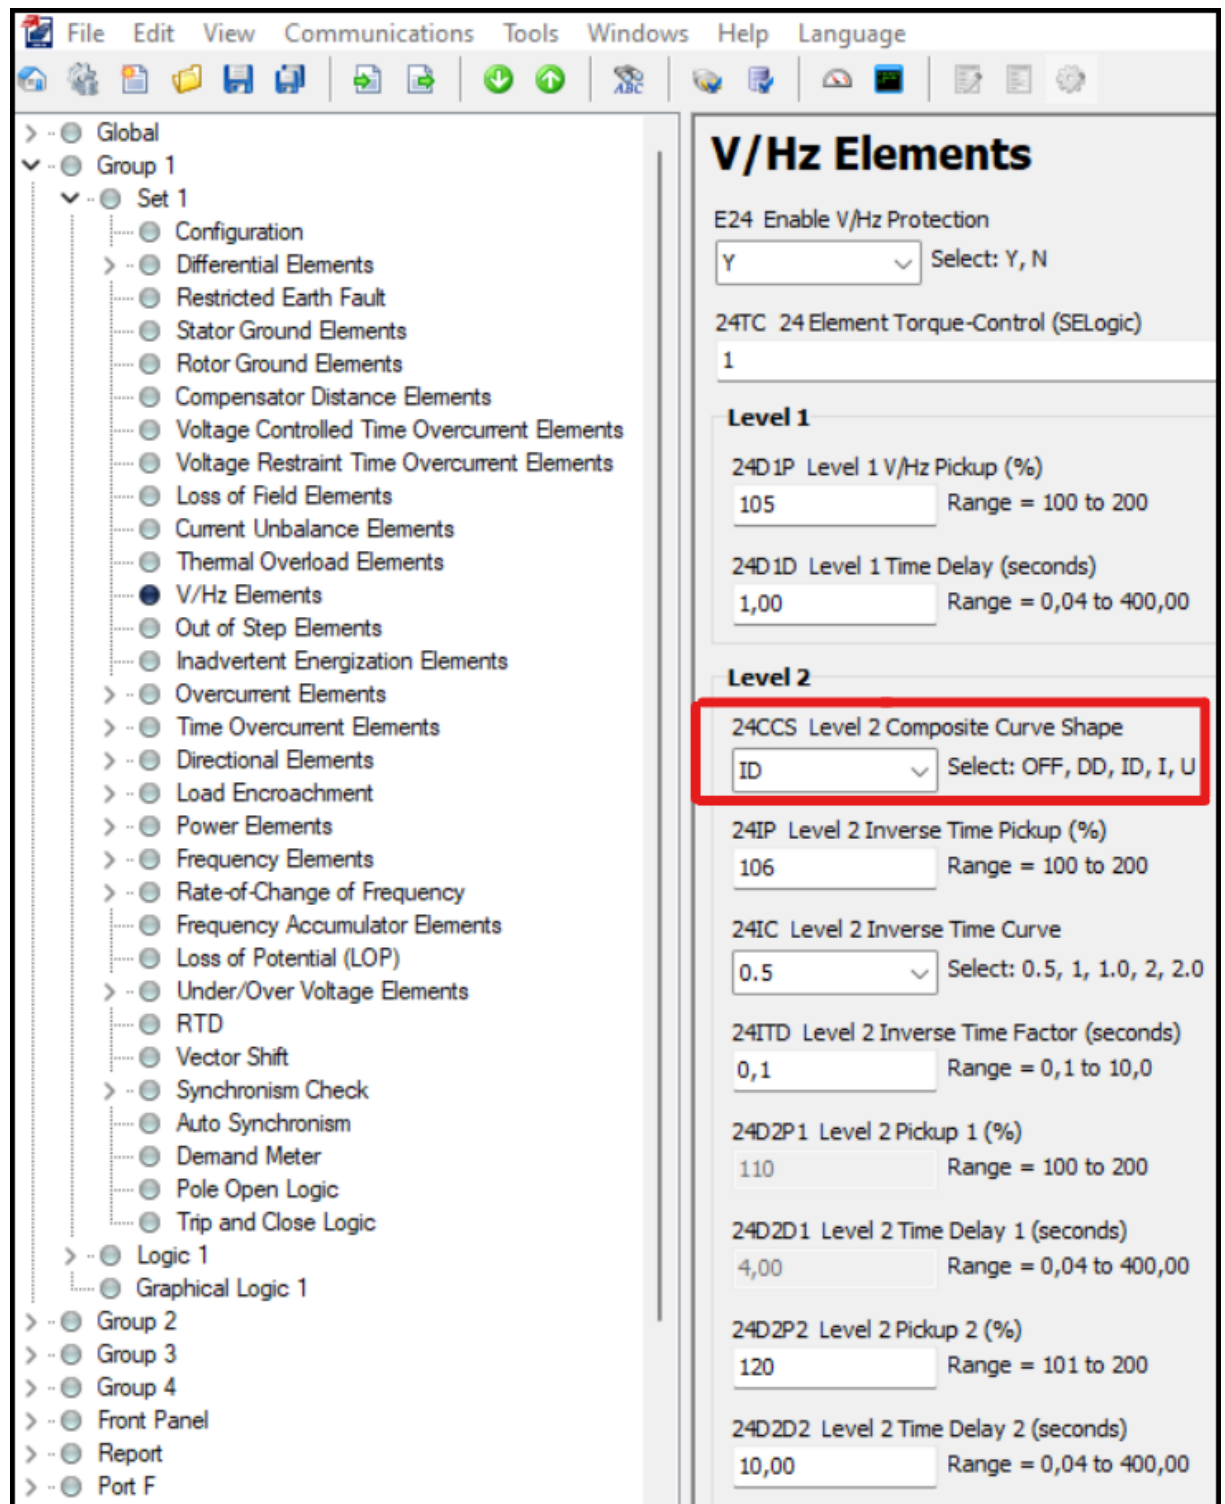 File Edit View Communications Tools Windows Help Language
ABC
Global
Group 1
Set 1
Configuration
Differential Elements
Restricted Earth Fault
Stator Ground Elements
Rotor Ground Elements
Compensator Distance Elements
Voltage Controlled Time Overcurrent Elements
Voltage Restraint Time Overcurrent Elements
Loss of Field Elements
Current Unbalance Elements
Thermal Overload Elements
V/Hz Elements
Out of Step Elements
Inadvertent Energization Elements
Overcurrent Elements
Time Overcurrent Elements
Directional Elements
Load Encroachment
Power Elements
Frequency Elements
Rate-of-Change of Frequency
Frequency Accumulator Elements
Loss of Potential (LOP)
Under/Over Voltage Elements
RTD
Vector Shift
Synchronism Check
Auto Synchronism
Demand Meter
Pole Open Logic
Trip and Close Logic
Logic 1
Graphical Logic 1
Group 2
Group 3
Group 4
Front Panel
Report
Port F
V/Hz Elements
E24 Enable V/Hz Protection
Y Select: Y, N
24TC 24 Element Torque-Control (SELogic)
1
Level 1
24D1P Level 1 V/Hz Pickup (%)
105 Range = 100 to 200
24D1D Level 1 Time Delay (seconds)
1,00 Range = 0,04 to 400,00
Level 2
24CCS Level 2 Composite Curve Shape
ID Select: OFF, DD, ID, I, U
24IP Level 2 Inverse Time Pickup (%)
106 Range = 100 to 200
24IC Level 2 Inverse Time Curve
0.5 Select: 0.5, 1, 1.0, 2, 2.0
24ITD Level 2 Inverse Time Factor (seconds)
0,1 Range = 0,1 to 10,0
24D2P1 Level 2 Pickup 1 (%)
110 Range = 100 to 200
24D2D1 Level 2 Time Delay 1 (seconds)
4,00 Range = 0,04 to 400,00
24D2P2 Level 2 Pickup 2 (%)
120 Range = 101 to 200
24D2D2 Level 2 Time Delay 2 (seconds)
10,00 Range = 0,04 to 400,00